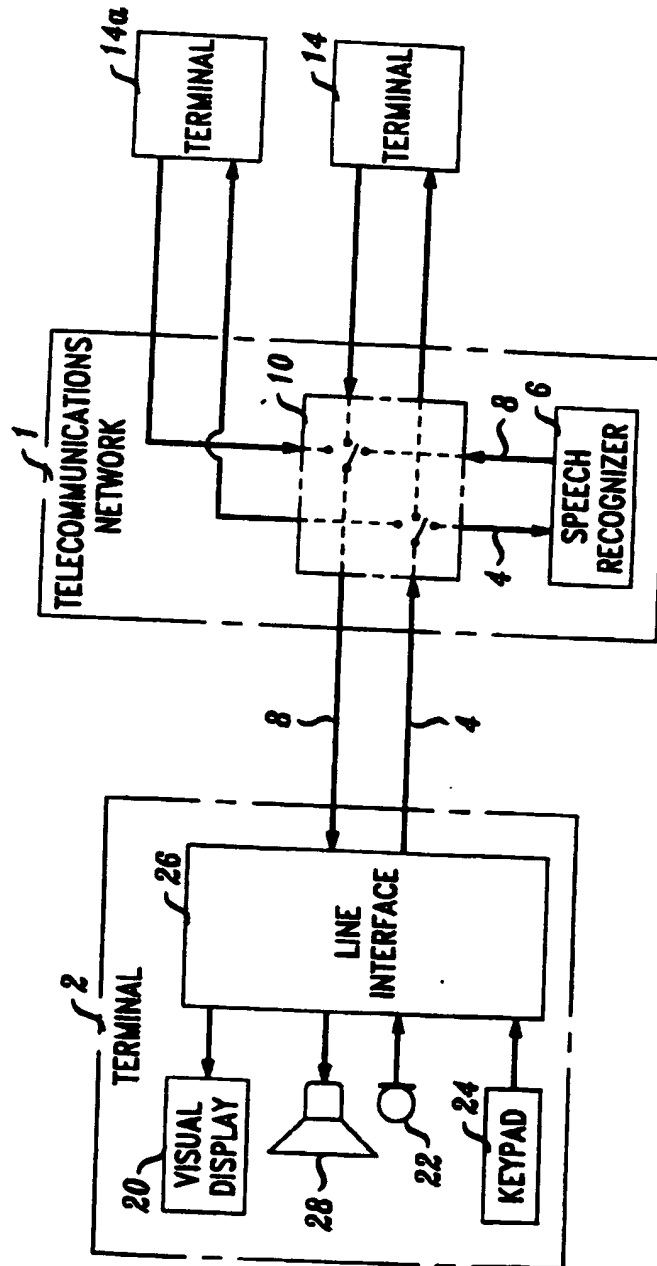 2
TERMINAL
20
VISUAL
DISPLAY
28
22
24
KEYPAD
26
LINE
INTERFACE
8
4
1
TELECOMMUNICATIONS
NETWORK
10
8
4
6
SPEECH
RECOGNIZER
14a
TERMINAL
14
TERMINAL